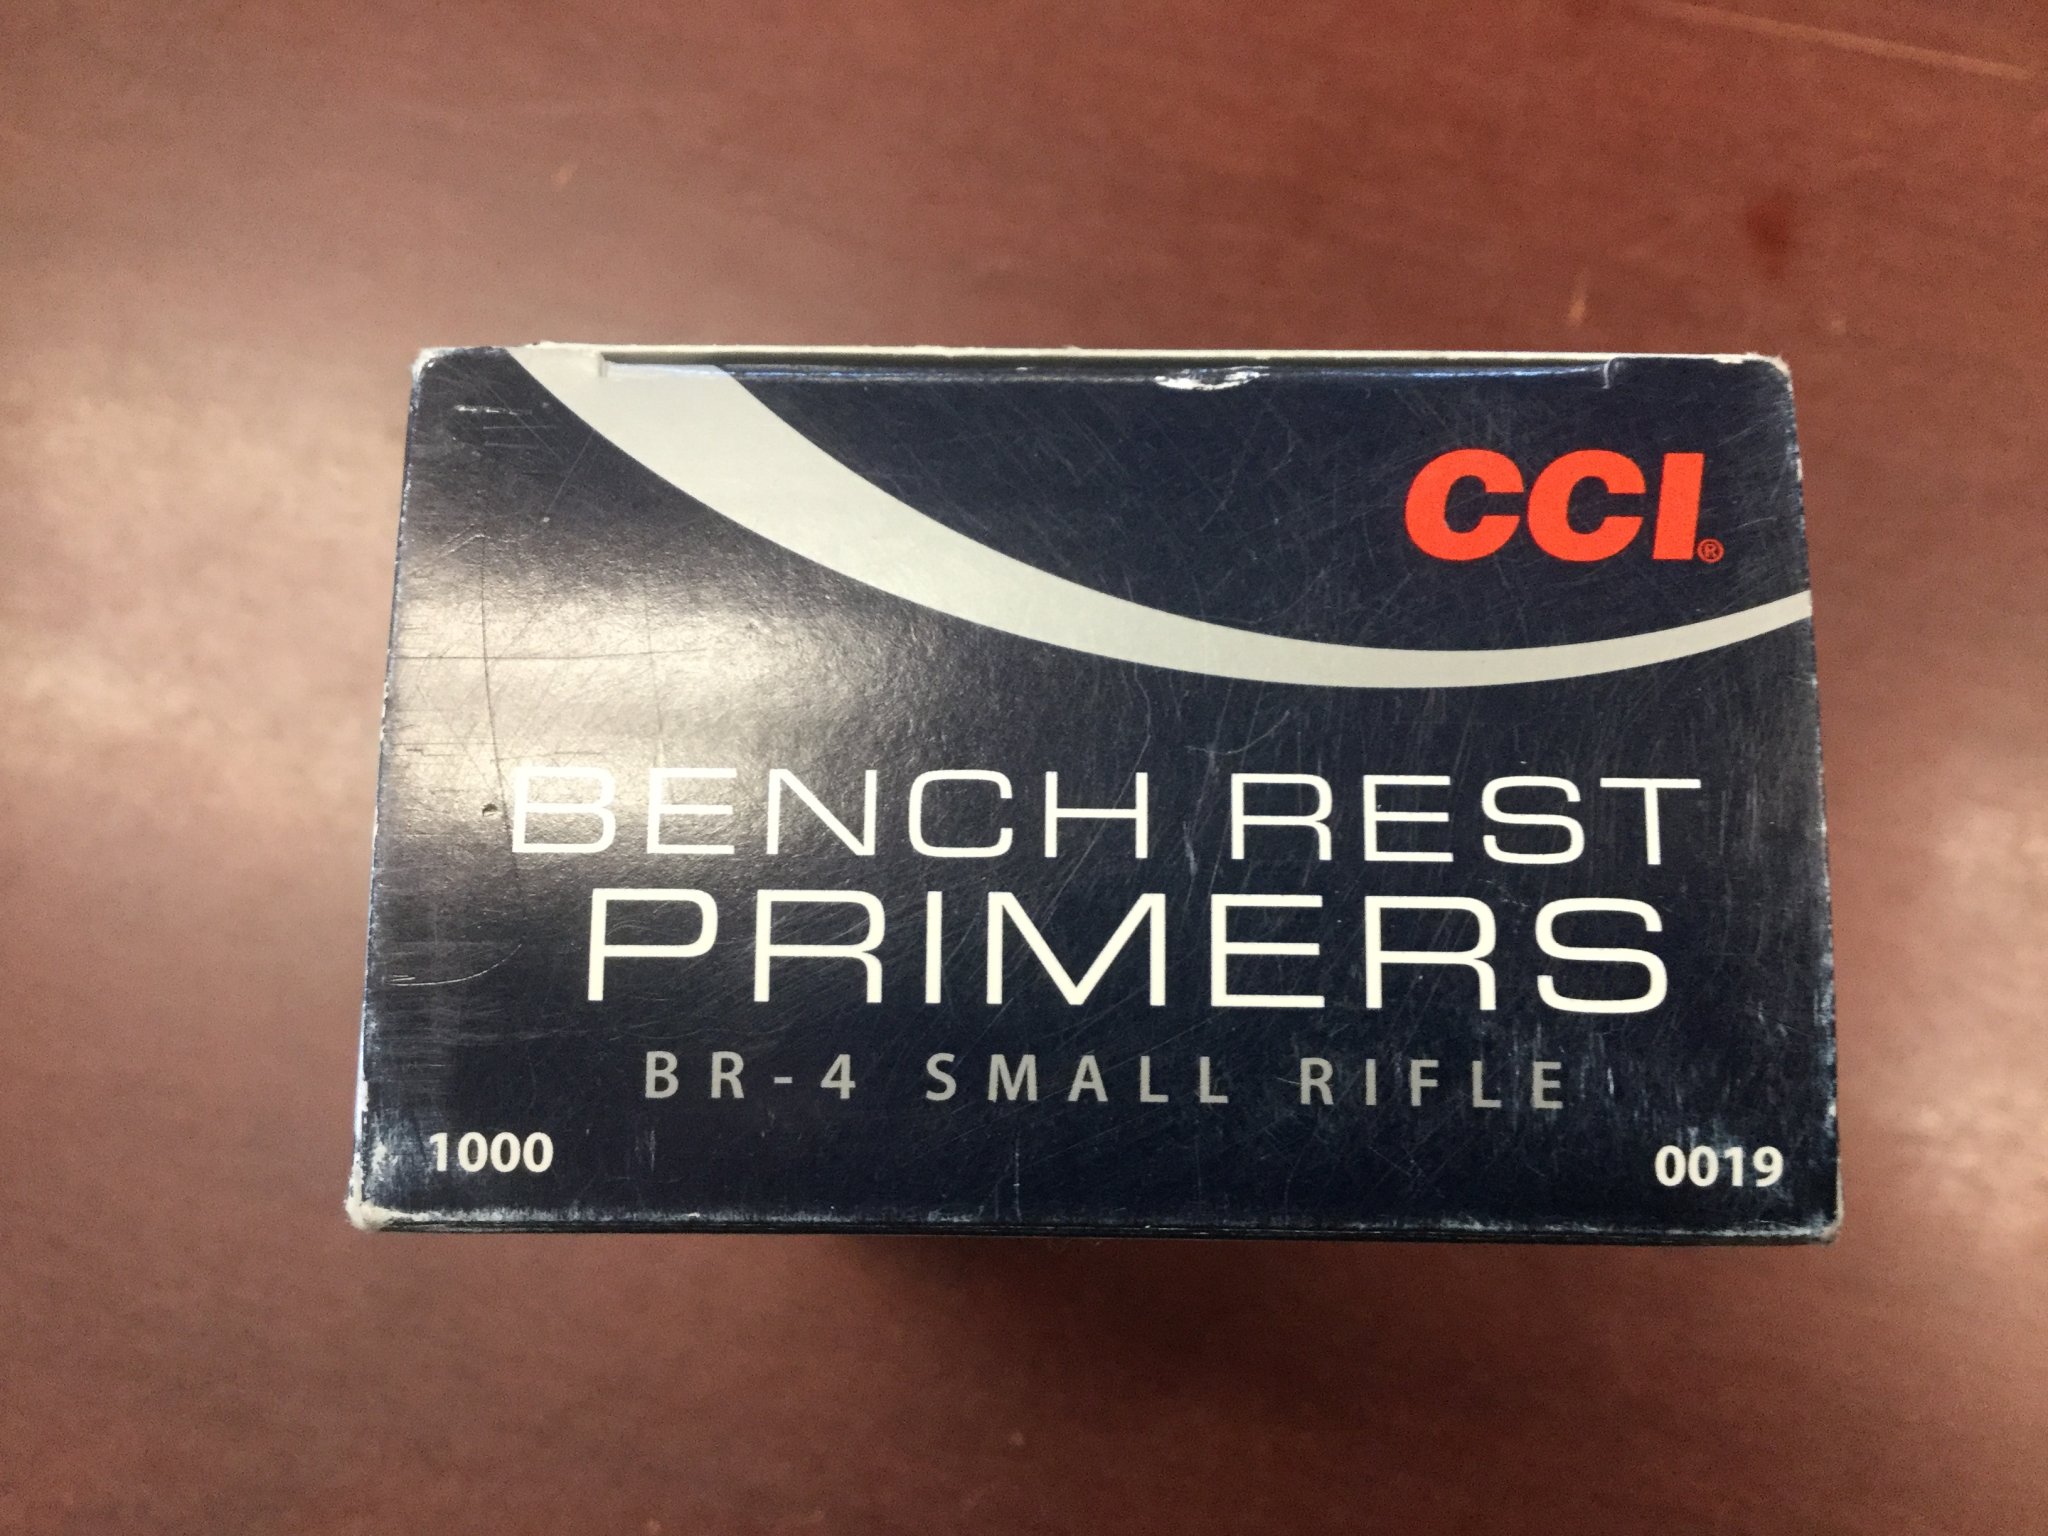 CCI®
BENCH REST
PRIMERS
BR-4 SMALL RIFLE
1000 0019